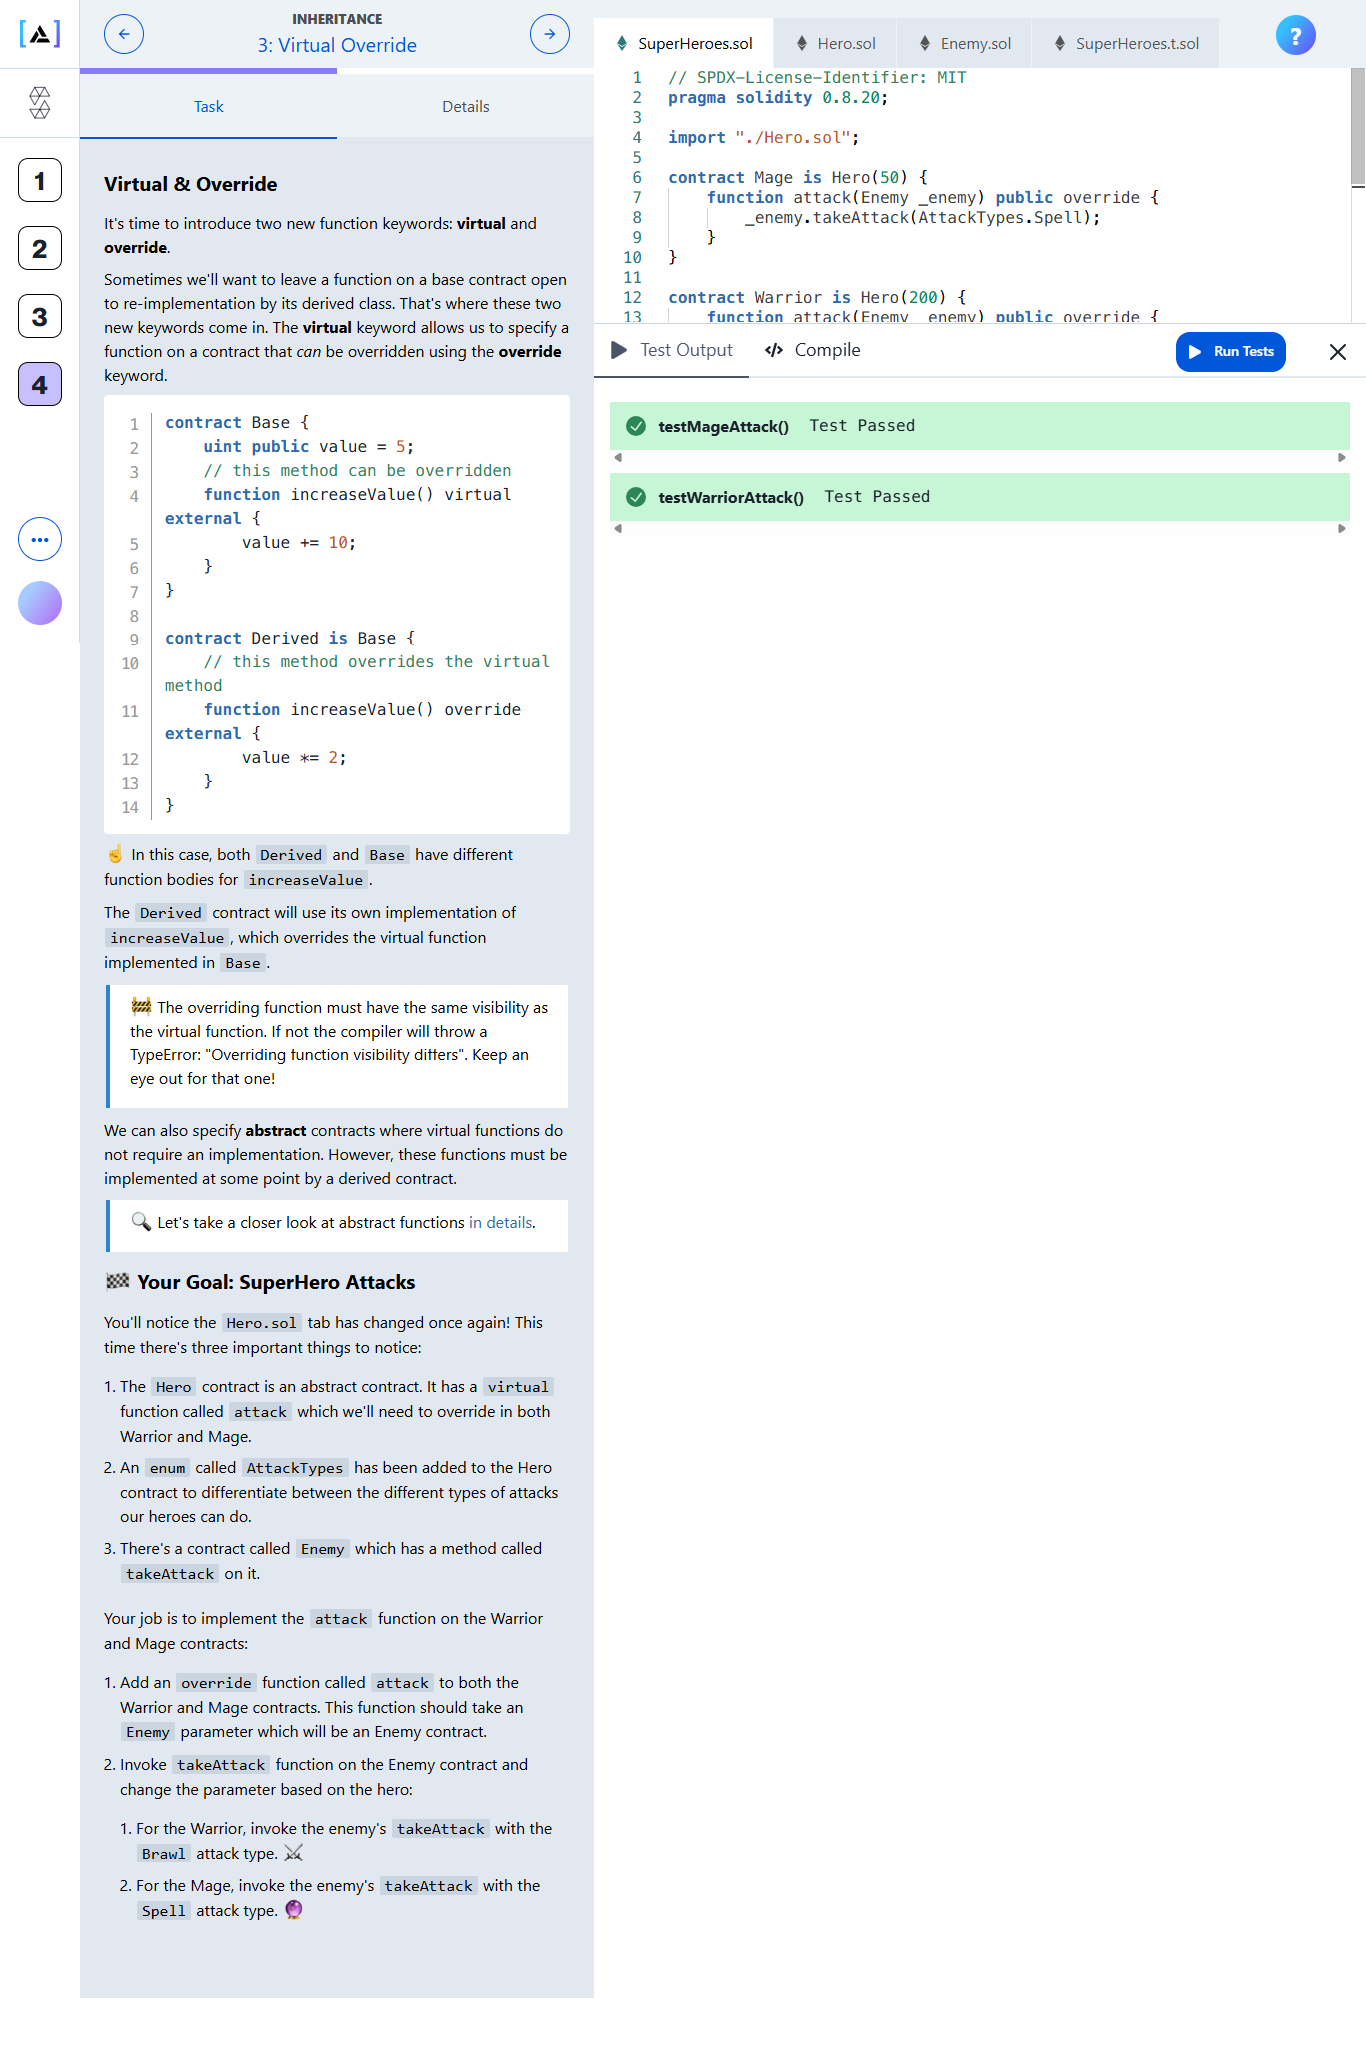 INHERITANCE
3: Virtual Override
Task
Details
1
2
3
4
Virtual & Override
It's time to introduce two new function keywords: virtual and
override.
Sometimes we'll want to leave a function on a base contract open
to re-implementation by its derived class. That's where these two
new keywords come in. The virtual keyword allows us to specify a
function on a contract that can be overridden using the override
keyword.
1 contract Base {
2 uint public value = 5;
3 // this method can be overridden
4 function increaseValue() virtual
external {
5 value += 10;
6 }
7 }
8
9 contract Derived is Base {
10 // this method overrides the virtual
method
11 function increaseValue() override
external {
12 value *= 2;
13 }
14 }
☝️ In this case, both Derived and Base have different
function bodies for increaseValue.
The Derived contract will use its own implementation of
increaseValue, which overrides the virtual function
implemented in Base.
🚧 The overriding function must have the same visibility as
the virtual function. If not the compiler will throw a
TypeError: "Overriding function visibility differs". Keep an
eye out for that one!
We can also specify abstract contracts where virtual functions do
not require an implementation. However, these functions must be
implemented at some point by a derived contract.
🔍 Let's take a closer look at abstract functions in details.
🏁 Your Goal: SuperHero Attacks
You'll notice the Hero.sol tab has changed once again! This
time there's three important things to notice:
1. The Hero contract is an abstract contract. It has a virtual
function called attack which we'll need to override in both
Warrior and Mage.
2. An enum called AttackTypes has been added to the Hero
contract to differentiate between the different types of attacks
our heroes can do.
3. There's a contract called Enemy which has a method called
takeAttack on it.
Your job is to implement the attack function on the Warrior
and Mage contracts:
1. Add an override function called attack to both the
Warrior and Mage contracts. This function should take an
Enemy parameter which will be an Enemy contract.
2. Invoke takeAttack function on the Enemy contract and
change the parameter based on the hero:
1. For the Warrior, invoke the enemy's takeAttack with the
Brawl attack type. ⚔️
2. For the Mage, invoke the enemy's takeAttack with the
Spell attack type. 🔮
SuperHeroes.sol
Hero.sol
Enemy.sol
SuperHeroes.t.sol
?
1 // SPDX-License-Identifier: MIT
2 pragma solidity 0.8.20;
3
4 import "./Hero.sol";
5
6 contract Mage is Hero(50) {
7 function attack(Enemy _enemy) public override {
8 _enemy.takeAttack(AttackTypes.Spell);
9 }
10 }
11
12 contract Warrior is Hero(200) {
13 function attack(Enemy _enemy) public override {
Test Output
Compile
Run Tests
testMageAttack() Test Passed
testWarriorAttack() Test Passed